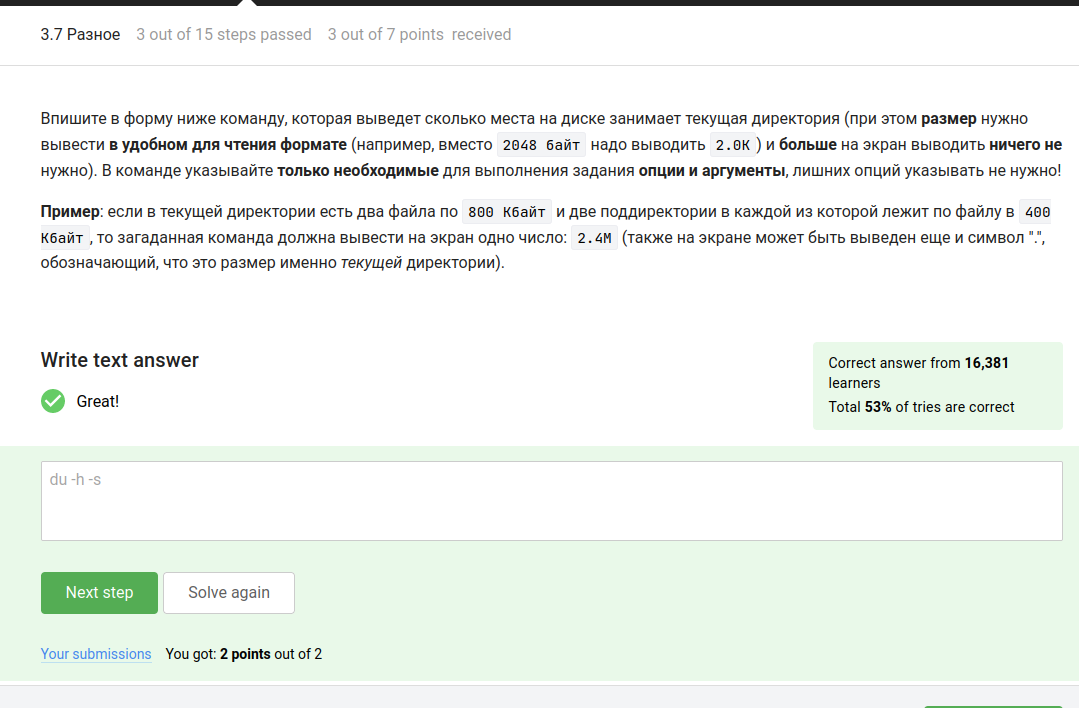 3.7 Разное 3 out of 15 steps passed 3 out of 7 points received
Впишите в форму ниже команду, которая выведет сколько места на диске занимает текущая директория (при этом размер нужно
вывести в удобном для чтения формате (например, вместо 2048 байт надо выводить 2.0K ) и больше на экран выводить ничего не
нужно). В команде указывайте только необходимые для выполнения задания опции и аргументы, лишних опций указывать не нужно!
Пример: если в текущей директории есть два файла по 800 Кбайт и две поддиректории в каждой из которой лежит по файлу в 400
Кбайт , то загаданная команда должна вывести на экран одно число: 2.4M (также на экране может быть выведен еще и символ ".",
обозначающий, что это размер именно текущей директории).
Write text answer
Correct answer from 16,381
learners
Great!
Total 53% of tries are correct
du -h -s
Next step Solve again
Your submissions You got: 2 points out of 2